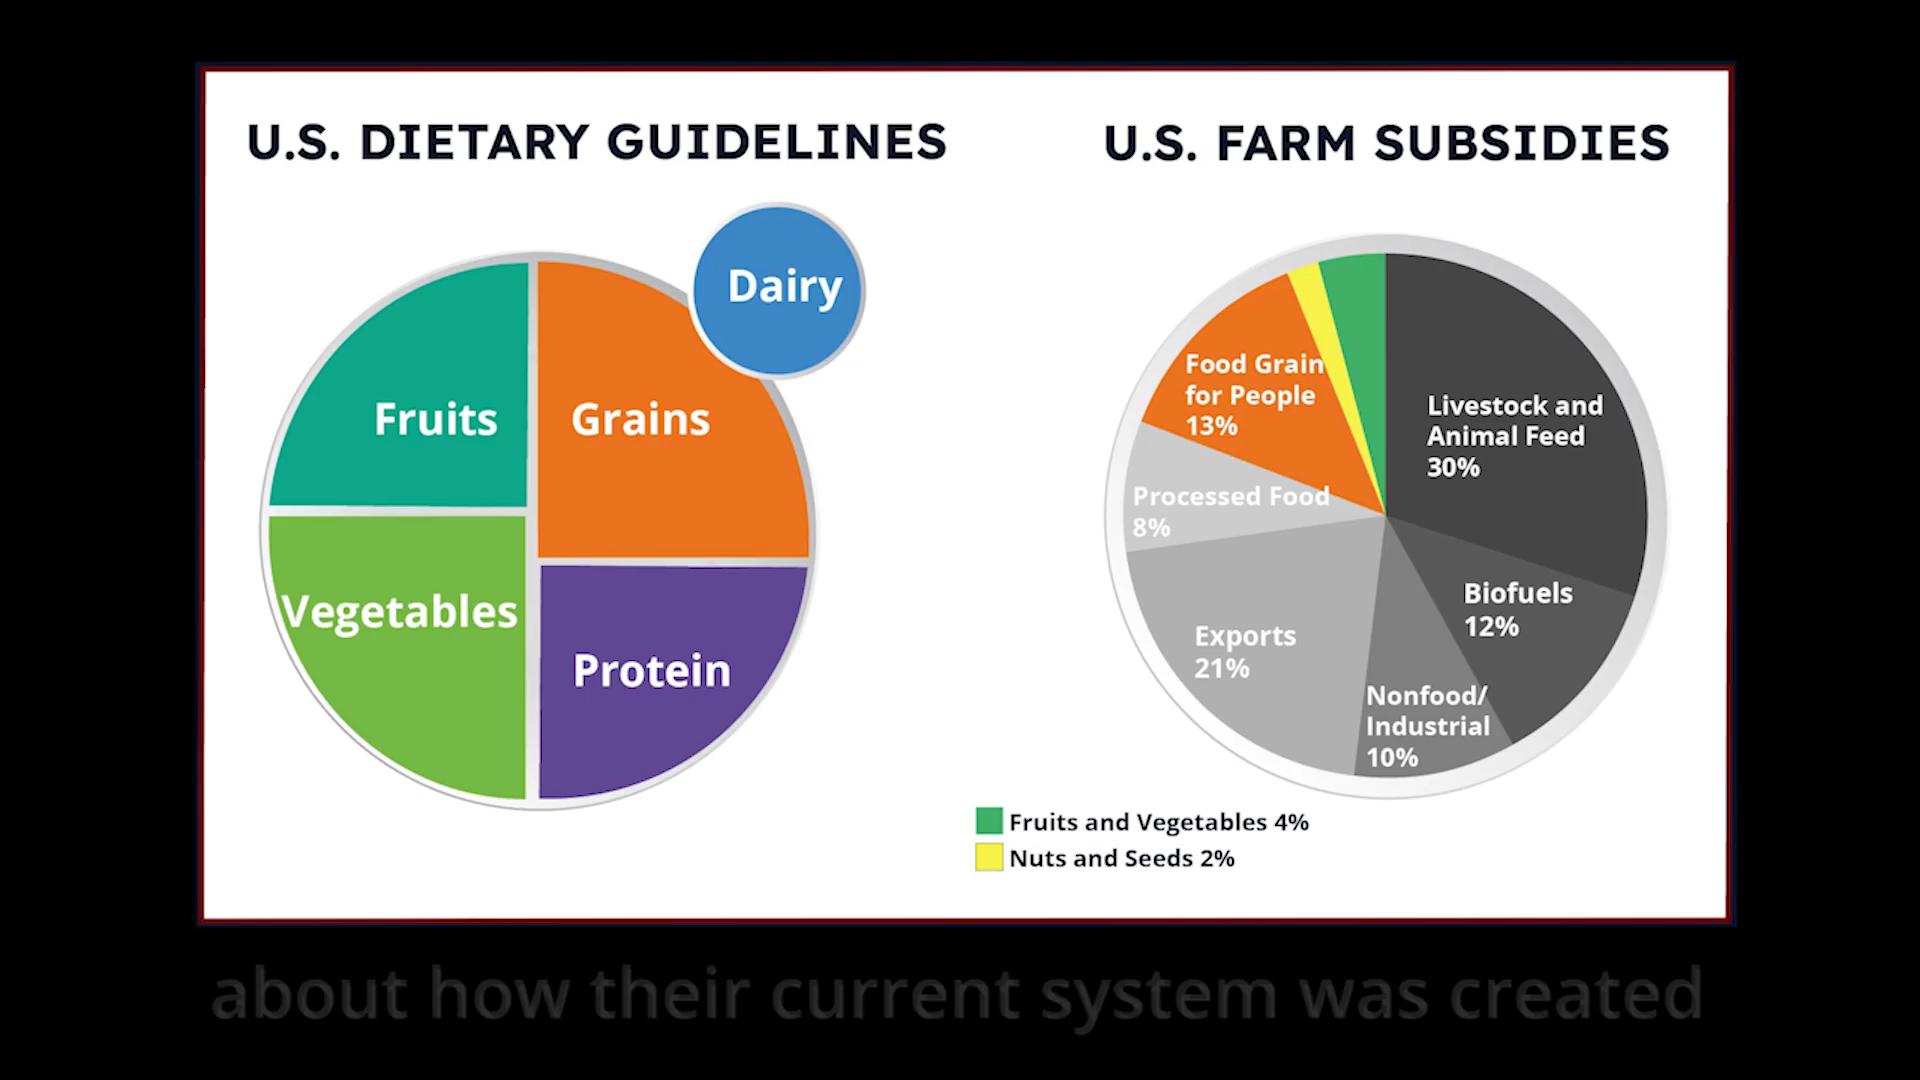 U.S. DIETARY GUIDELINES
Dairy
Fruits
Grains
Vegetables
Protein
U.S. FARM SUBSIDIES
Food Grain
for People
13%
Livestock and
Animal Feed
30%
Processed Food
8%
Biofuels
12%
Exports
21%
Nonfood/
Industrial
10%
Fruits and Vegetables 4%
Nuts and Seeds 2%
about how their current system was created